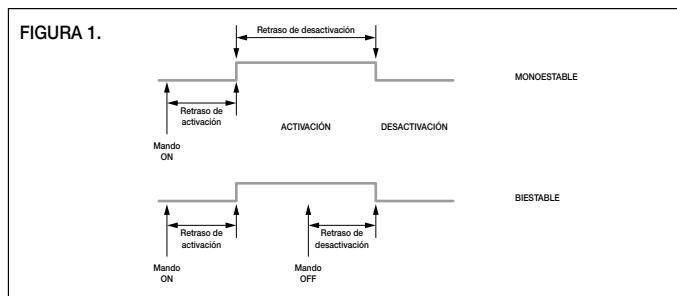 FIGURA 1.
Retraso de desactivación
MONOESTABLE
Retraso de
activación
ACTIVACIÓN
DESACTIVACIÓN
Mando
ON
BIESTABLE
Retraso de
activación
Retraso de
desactivación
Mando
ON
Mando
OFF